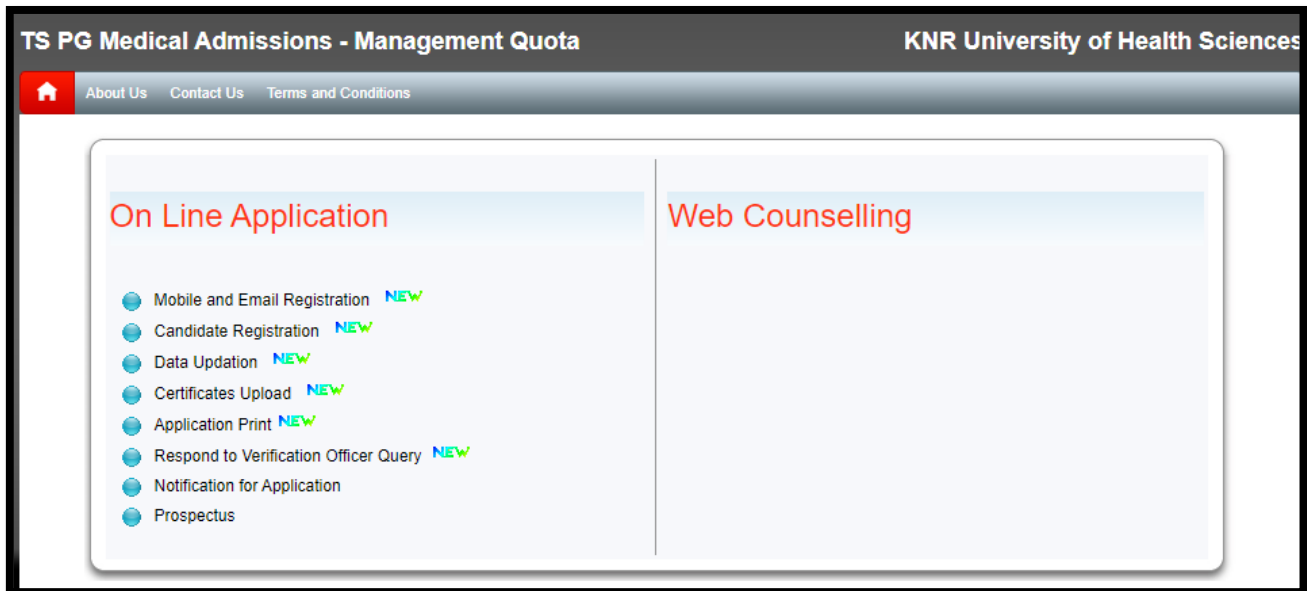 TS PG Medical Admissions - Management Quota KNR University of Health Sciences
About Us Contact Us Terms and Conditions
On Line Application
Mobile and Email Registration NEW
Candidate Registration NEW
Data Updation NEW
Certificates Upload NEW
Application Print NEW
Respond to Verification Officer Query NEW
Notification for Application
Prospectus
Web Counselling